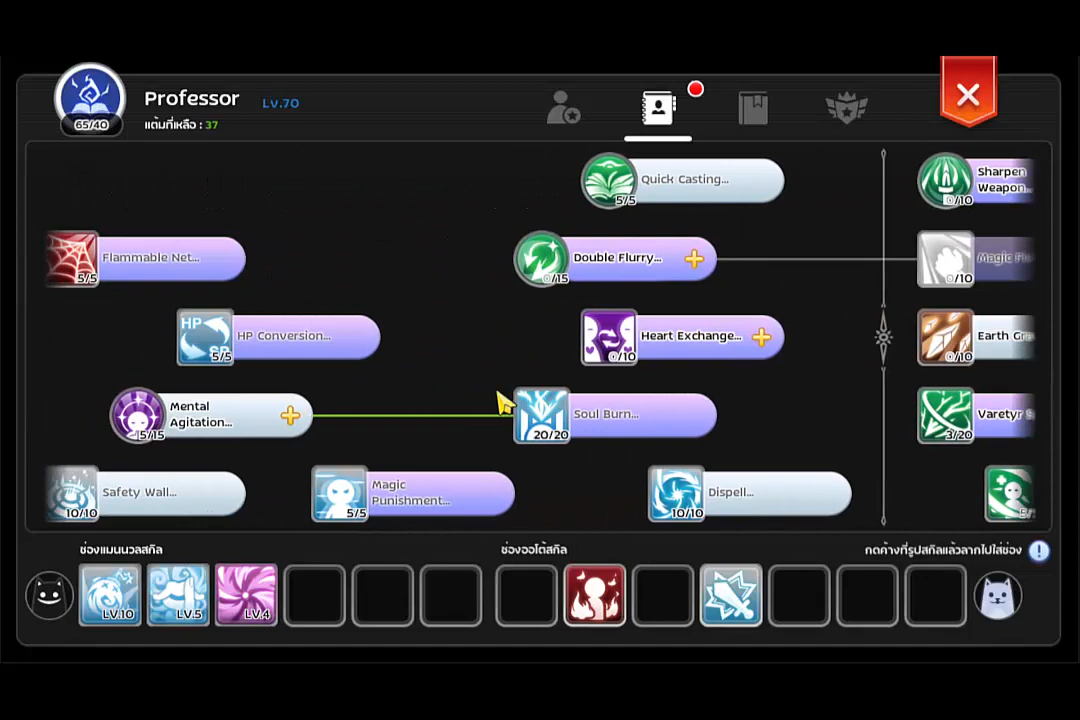 Professor Lv.70
65/40
แต้มที่เหลือ : 37
Quick Casting...
5/5
Sharpen
Weapon...
0/10
Flammable Net...
5/5
Double Flurry...
0/15
0/10
HP Conversion...
HP
SP
5/5
Heart Exchange...
0/10
Earth
0/10
Mental
Agitation...
5/15
Soul Burn...
20/20
Varetyr
3/20
Safety Wall...
10/10
Magic
Punishment...
5/5
Dispell...
10/10
ช่องแมนนวลสกิล
ช่องออโต้สกิล
กดค้างที่รูปสกิลแล้วลากไปใส่ช่อง
LV.10
LV.5
LV.4